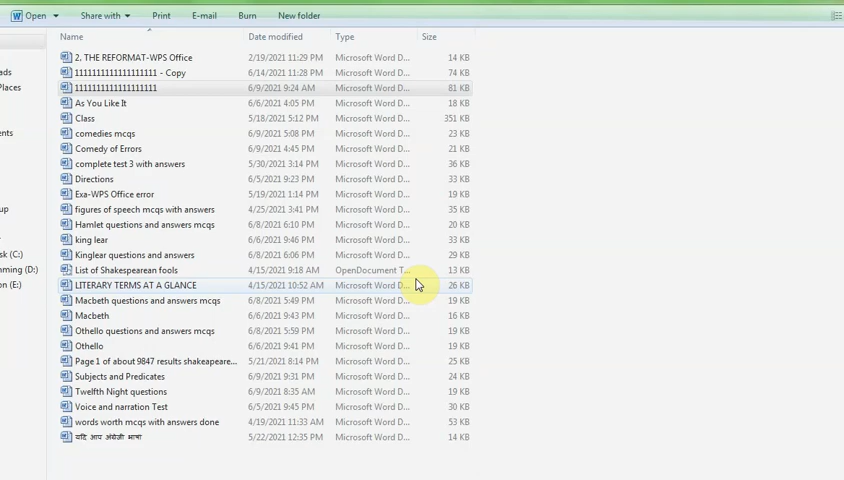 Open Share with Print E-mail Burn New folder
Name Date modified Type Size
2. THE REFORMAT-WPS Office 2/19/2021 11:29 PM Microsoft Word D... 14 KB
1111111111111111111 - Copy 6/14/2021 11:28 PM Microsoft Word D... 74 KB
ads 1111111111111111111 6/9/2021 9:24 AM Microsoft Word D... 81 KB
Places As You Like It 6/6/2021 4:05 PM Microsoft Word D... 18 KB
Class 5/18/2021 5:12 PM Microsoft Word D... 351 KB
ents comedies mcqs 6/9/2021 5:08 PM Microsoft Word D... 23 KB
Comedy of Errors 6/9/2021 4:45 PM Microsoft Word D... 21 KB
complete test 3 with answers 5/30/2021 3:14 PM Microsoft Word D... 36 KB
Directions 6/5/2021 9:23 PM Microsoft Word D... 33 KB
Exa-WPS Office error 5/19/2021 1:14 PM Microsoft Word D... 19 KB
up figures of speech mcqs with answers 4/25/2021 3:41 PM Microsoft Word D... 35 KB
Hamlet questions and answers mcqs 6/8/2021 6:10 PM Microsoft Word D... 20 KB
king lear 6/6/2021 9:46 PM Microsoft Word D... 33 KB
sk (C:) Kinglear questions and answers 6/8/2021 6:06 PM Microsoft Word D... 29 KB
mming (D:) List of Shakespearean fools 4/15/2021 9:18 AM OpenDocument T... 13 KB
on (E:) LITERARY TERMS AT A GLANCE 4/15/2021 10:52 AM Microsoft Word D... 26 KB
Macbeth questions and answers mcqs 6/8/2021 5:49 PM Microsoft Word D... 19 KB
Macbeth 6/6/2021 9:43 PM Microsoft Word D... 16 KB
Othello questions and answers mcqs 6/8/2021 5:59 PM Microsoft Word D... 19 KB
Othello 6/6/2021 9:41 PM Microsoft Word D... 19 KB
Page 1 of about 9847 results shakespeare... 5/21/2021 8:14 PM Microsoft Word D... 25 KB
Subjects and Predicates 6/9/2021 9:31 PM Microsoft Word D... 24 KB
Twelfth Night questions 6/9/2021 8:35 AM Microsoft Word D... 19 KB
Voice and narration Test 6/5/2021 9:45 PM Microsoft Word D... 30 KB
words worth mcqs with answers done 4/19/2021 11:33 AM Microsoft Word D... 53 KB
यदि आप अंग्रेजी भाषा 5/22/2021 12:35 PM Microsoft Word D... 14 KB